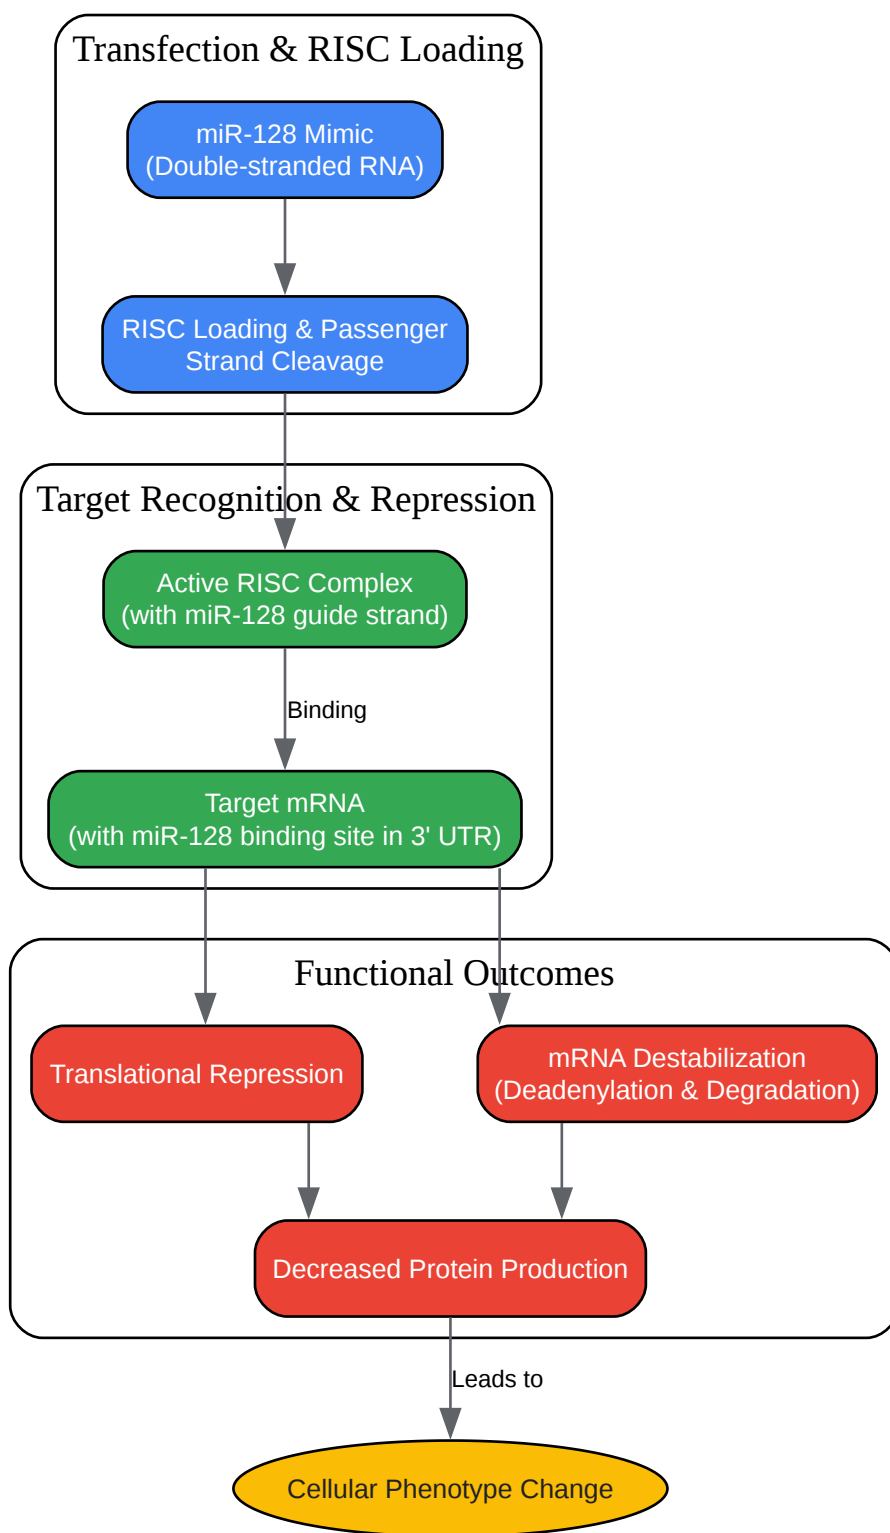 Transfection & RISC Loading
miR-128 Mimic
(Double-stranded RNA)
RISC Loading & Passenger
Strand Cleavage
Target Recognition & Repression
Active RISC Complex
(with miR-128 guide strand)
Binding
Target mRNA
(with miR-128 binding site in 3' UTR)
Functional Outcomes
Translational Repression
mRNA Destabilization
(Deadenylation & Degradation)
Decreased Protein Production
Leads to
Cellular Phenotype Change